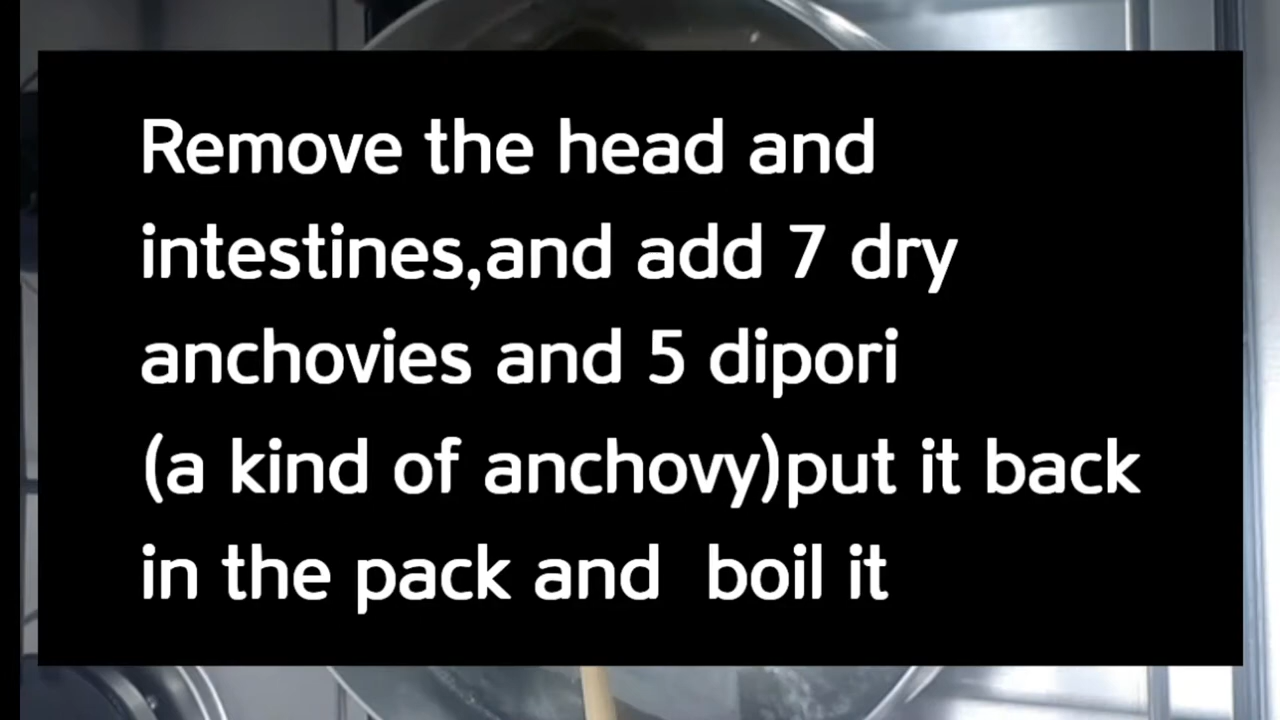 Remove the head and
intestines,and add 7 dry
anchovies and 5 dipori
(a kind of anchovy)put it back
in the pack and  boil it